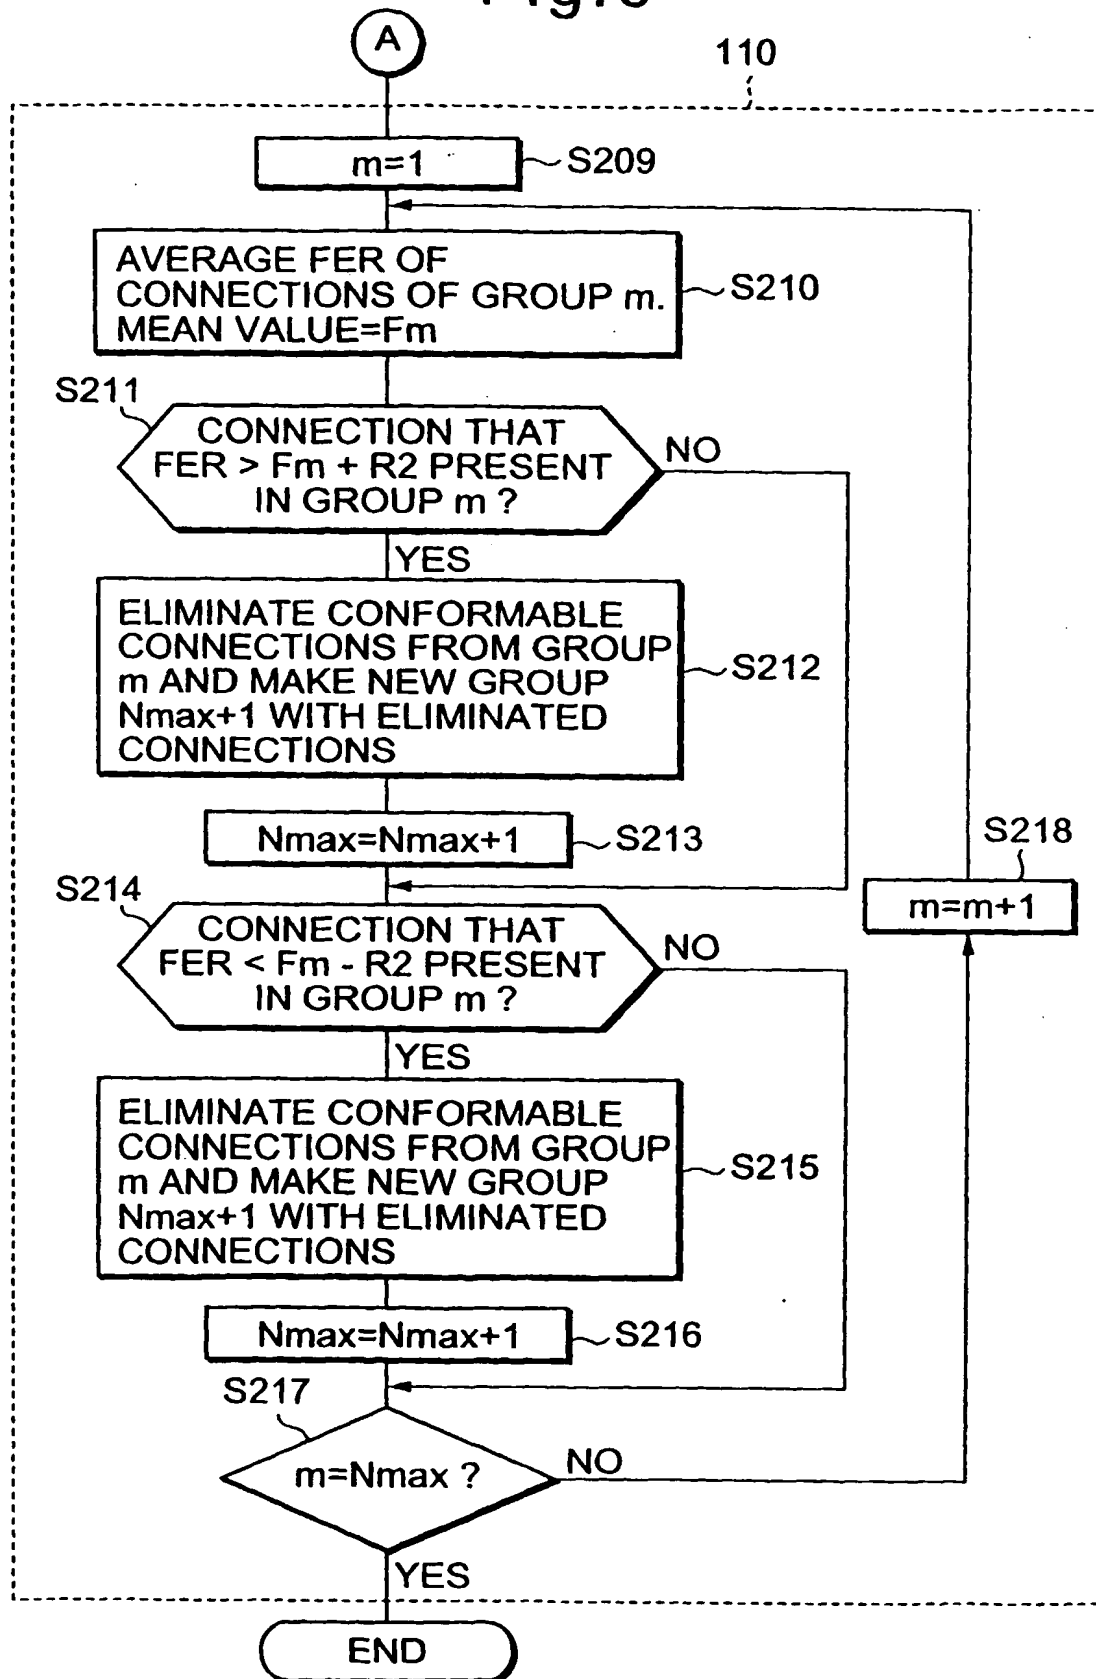 A
110
m=1
S209
AVERAGE FER OF
CONNECTIONS OF GROUP m.
MEAN VALUE=Fm
S210
S211
CONNECTION THAT
FER > Fm + R2 PRESENT
IN GROUP m ?
NO
YES
ELIMINATE CONFORMABLE
CONNECTIONS FROM GROUP
m AND MAKE NEW GROUP
Nmax+1 WITH ELIMINATED
CONNECTIONS
S212
Nmax=Nmax+1
S213
S218
m=m+1
S214
CONNECTION THAT
FER < Fm - R2 PRESENT
IN GROUP m ?
NO
YES
ELIMINATE CONFORMABLE
CONNECTIONS FROM GROUP
m AND MAKE NEW GROUP
Nmax+1 WITH ELIMINATED
CONNECTIONS
S215
Nmax=Nmax+1
S216
S217
m=Nmax ?
NO
YES
END